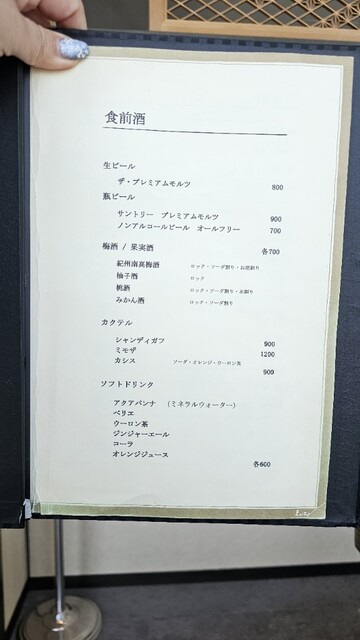 食前酒
生ビール
ザ・プレミアムモルツ 800
瓶ビール
サントリー プレミアムモルツ 900
ノンアルコールビール オールフリー 700
梅酒 / 果実酒 各700
紀州南高梅酒 ロック・ソーダ割り・お湯割り
柚子酒 ロック
桃酒 ロック・ソーダ割り・水割り
みかん酒 ロック・ソーダ割り
カクテル
シャンディガフ 900
ミモザ 1200
カシス ソーダ・オレンジ・ウーロン茶
900
ソフトドリンク
アクアパンナ (ミネラルウォーター)
ペリエ
ウーロン茶
ジンジャーエール
コーラ
オレンジジュース
各600